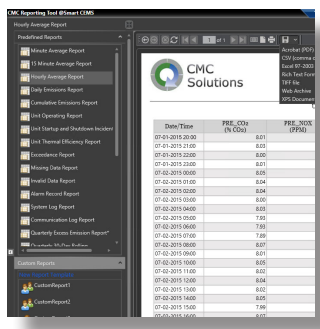 CMC Reporting Tool @Smart CEMS
Hourly Average Report
Predefined Reports
Minute Average Report
15 Minute Average Report
Hourly Average Report
Daily Emissions Report
Cumulative Emissions Report
Unit Operating Report
Unit Startup and Shutdown Incident
Unit Thermal Efficiency Report
Exceedance Report
Missing Data Report
Invalid Data Report
Alarm Record Report
System Log Report
Communication Log Report
Quarterly Excess Emission Report*
Quarterly 30-Day Rolling
Custom Reports
CustomReport1
CustomReport2
1 of 1
Acrobat (PDF)
CSV (comma
Excel 97-2003
Rich Text Form
TIFF file
Web Archive
XPS Document
CMC
Solutions
Date/Time PRE_CO2 (% CO2) PRE_NOX (PPM)
07-01-2015 20:00 8.01
07-01-2015 21:00 8.03
07-01-2015 22:00 8.00
07-01-2015 23:00 8.01
07-02-2015 00:00 8.05
07-02-2015 01:00 8.04
07-02-2015 02:00 8.04
07-02-2015 03:00 8.00
07-02-2015 04:00 8.03
07-02-2015 05:00 7.93
07-02-2015 06:00 7.93
07-02-2015 07:00 7.89
07-02-2015 08:00 8.07
07-02-2015 09:00 8.01
07-02-2015 10:00 8.05
07-02-2015 11:00 8.02
07-02-2015 12:00 8.04
07-02-2015 13:00 8.02
07-02-2015 14:00 8.05
07-02-2015 15:00 7.99